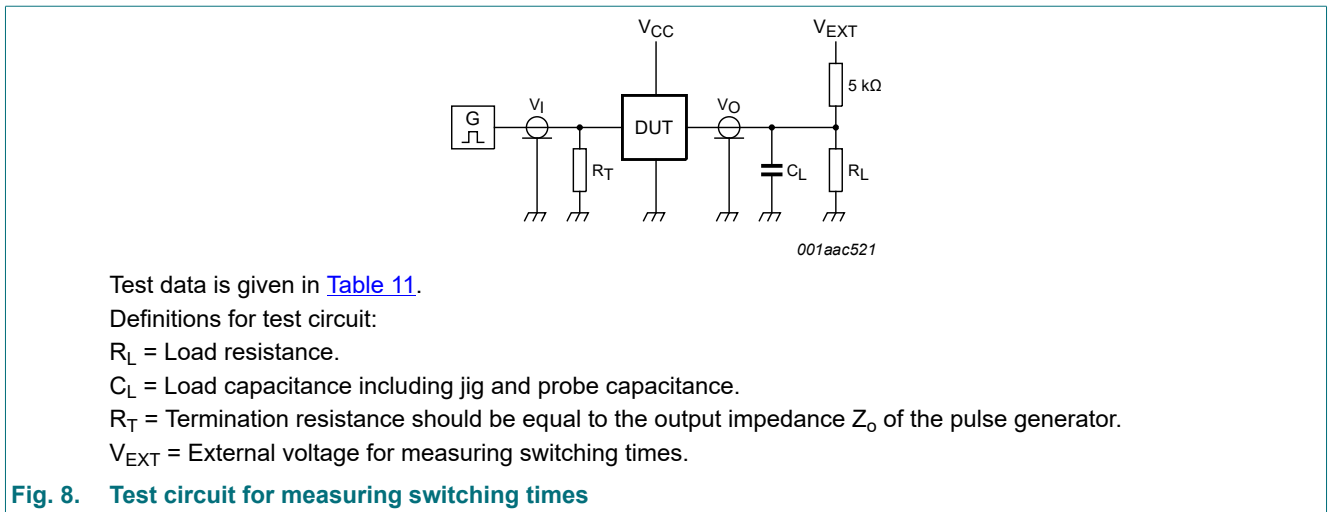 VCC
VEXT
5 kΩ
G
VI
DUT
VO
RT
CL
RL
001aac521
Test data is given in Table 11.
Definitions for test circuit:
RL = Load resistance.
CL = Load capacitance including jig and probe capacitance.
RT = Termination resistance should be equal to the output impedance Zo of the pulse generator.
VEXT = External voltage for measuring switching times.
Fig. 8. Test circuit for measuring switching times